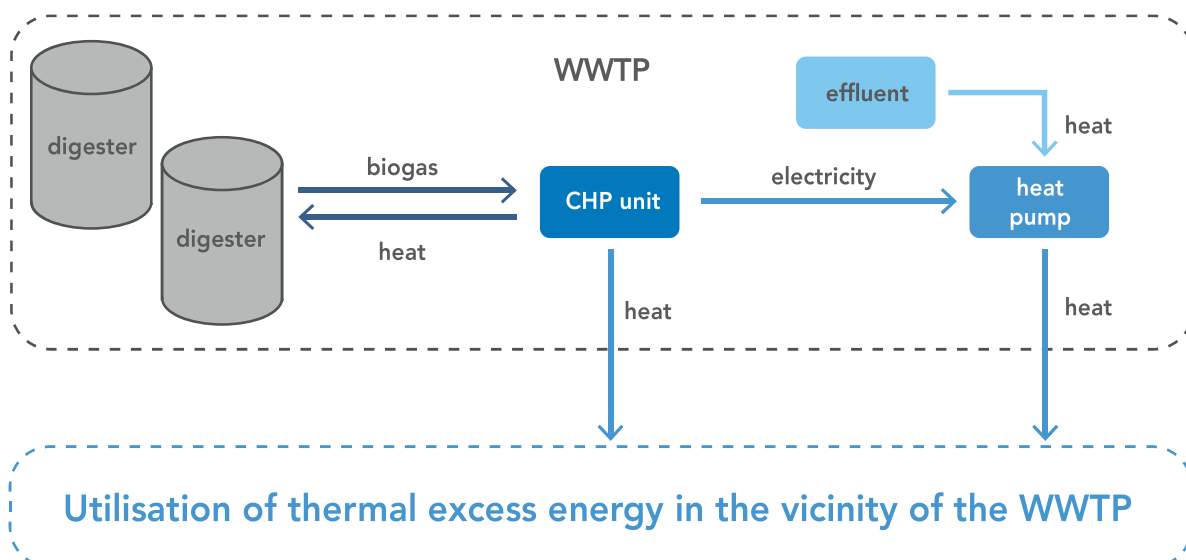 WWTP
effluent
heat
digester
digester
biogas
heat
CHP unit
electricity
heat
pump
heat
heat
Utilisation of thermal excess energy in the vicinity of the WWTP